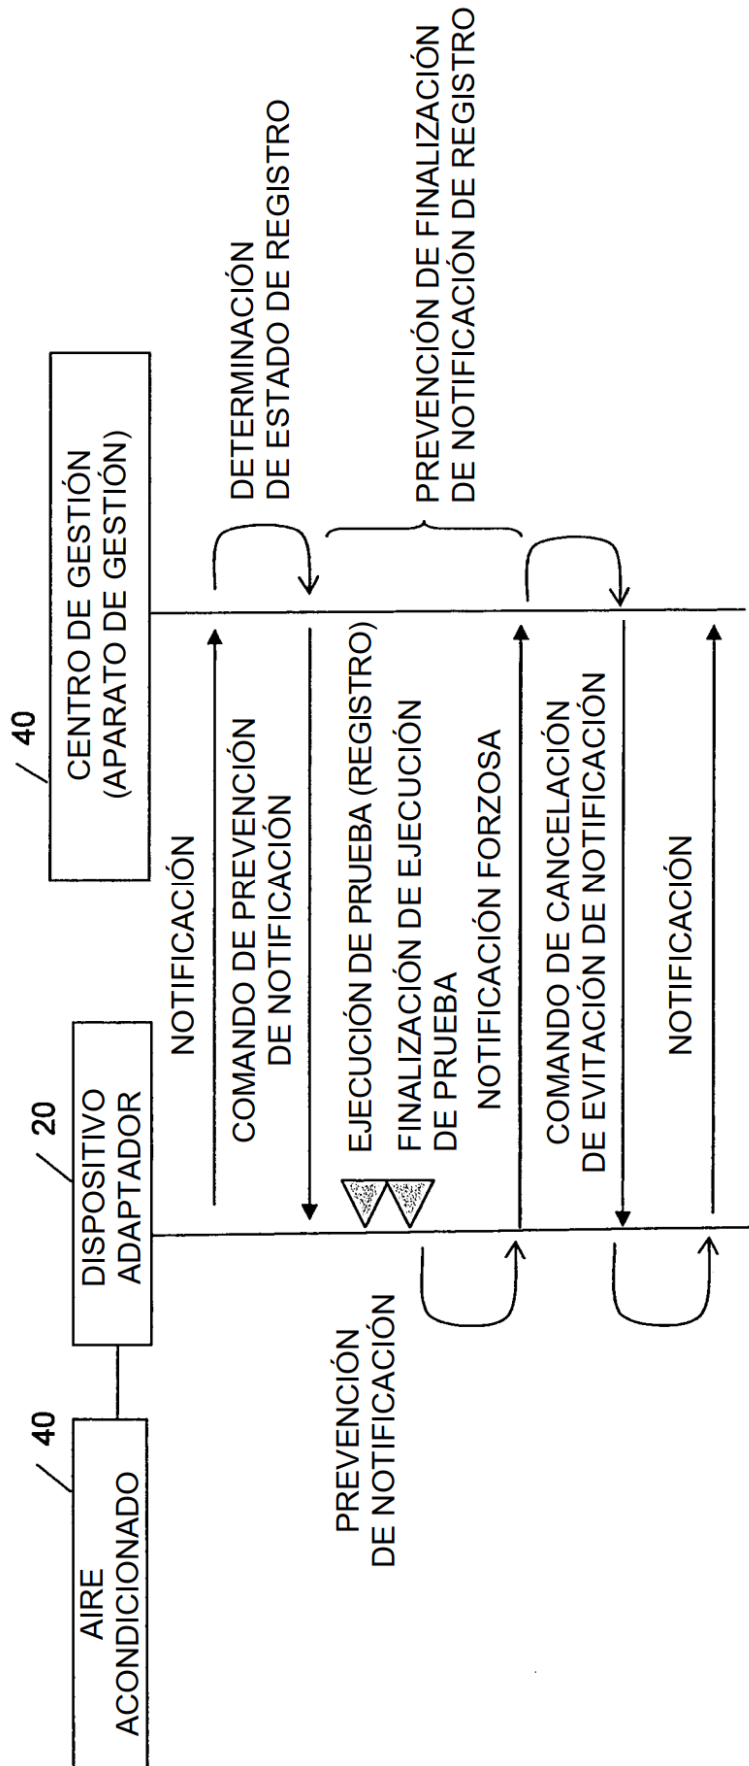 AIRE
ACONDICIONADO
40
DISPOSITIVO
ADAPTADOR
20
CENTRO DE GESTIÓN
(APARATO DE GESTIÓN)
40
NOTIFICACIÓN
DETERMINACIÓN
DE ESTADO DE REGISTRO
COMANDO DE PREVENCIÓN
DE NOTIFICACIÓN
EJECUCIÓN DE PRUEBA (REGISTRO)
FINALIZACIÓN DE EJECUCIÓN
DE PRUEBA
PREVENCIÓN
DE NOTIFICACIÓN
PREVENCIÓN DE FINALIZACIÓN
DE NOTIFICACIÓN DE REGISTRO
NOTIFICACIÓN FORZOSA
COMANDO DE CANCELACIÓN
DE EVITACIÓN DE NOTIFICACIÓN
NOTIFICACIÓN